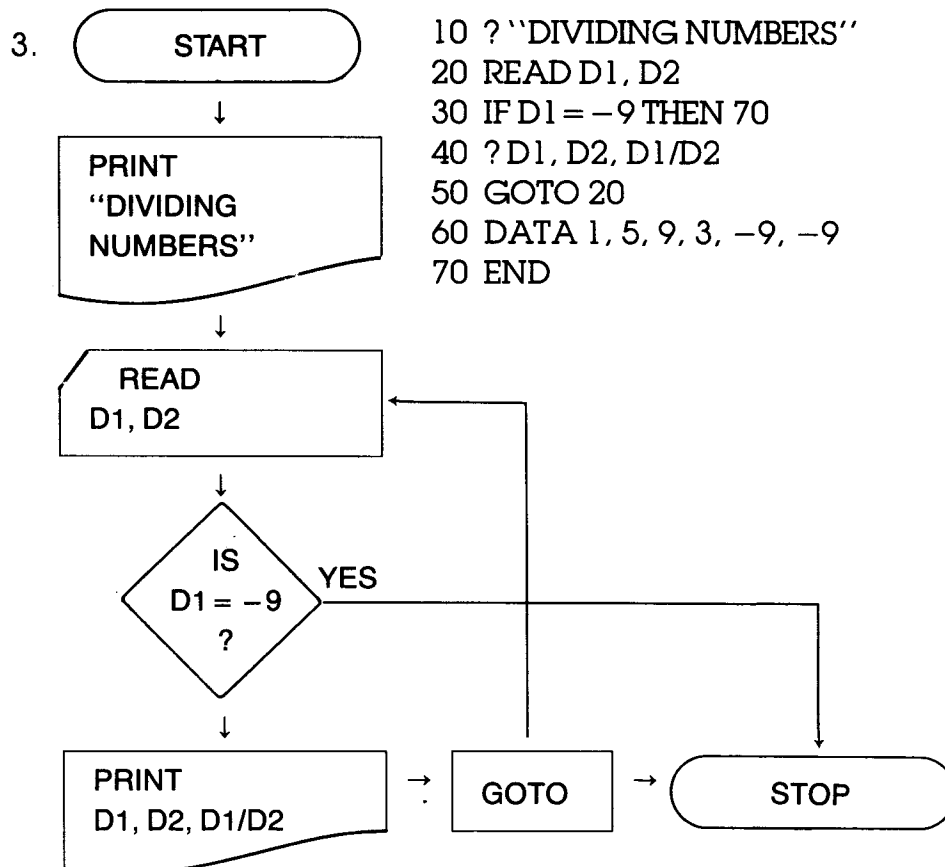 3.
START
PRINT
“DIVIDING
NUMBERS”
READ
D1, D2
IS
D1 = −9
?
YES
PRINT
D1, D2, D1/D2
GOTO
STOP
10 ? “DIVIDING NUMBERS”
20 READ D1, D2
30 IF D1 = −9 THEN 70
40 ? D1, D2, D1/D2
50 GOTO 20
60 DATA 1, 5, 9, 3, −9, −9
70 END